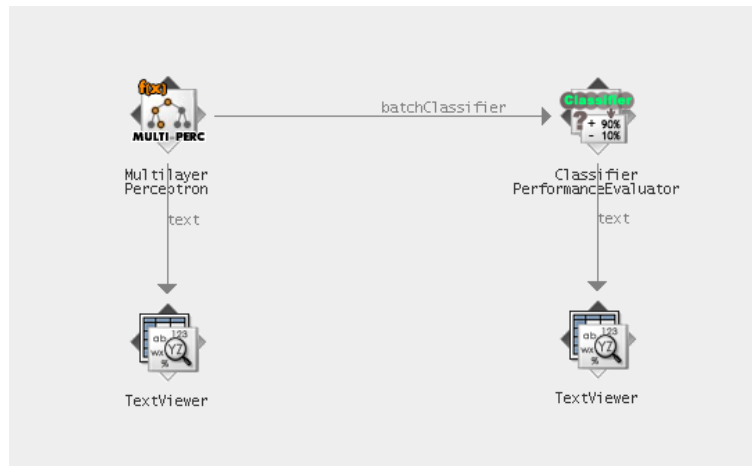 f(x)
MULTI-PERC
batchClassifier
Classifier
?
+ 90%
- 10%
Multilayer
Perceptron
Classifier
PerformanceEvaluator
text
text
ab 123
wx YZ
%
ab 123
wx YZ
%
TextViewer
TextViewer